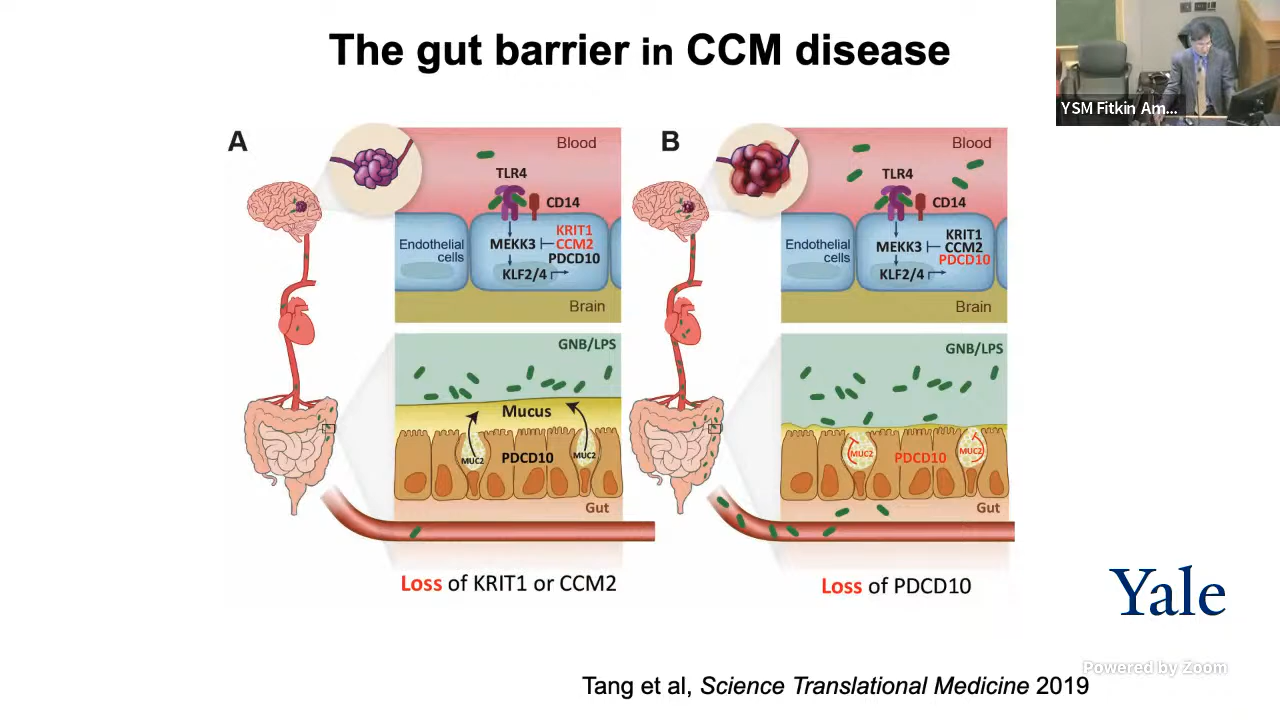 The gut barrier in CCM disease
YSM Fitkin Am...
A
Blood
TLR4
CD14
KRIT1
MEKK3
CCM2
PDCD10
Endothelial
cells
KLF2/4
Brain
GNB/LPS
Mucus
MUC2
PDCD10
MUC2
Gut
Loss of KRIT1 or CCM2
B
Blood
TLR4
CD14
KRIT1
MEKK3
CCM2
PDCD10
Endothelial
cells
KLF2/4
Brain
GNB/LPS
MUC2
PDCD10
MUC2
Gut
Loss of PDCD10
Yale
Powered by Zoom
Tang et al, Science Translational Medicine 2019